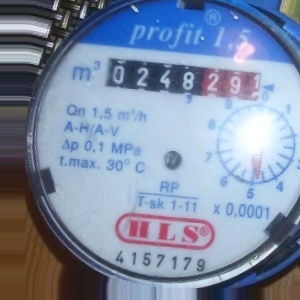 profit® 1,5
m³ 0248291
Qn 1,5 m³/h
A-H/A-V
Δp 0,1 MPa
t.max. 30° C
RP
T-sk 1-11 x 0,0001
HLS®
4157179